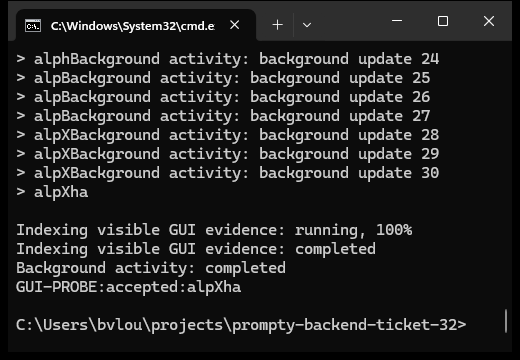 C:\Windows\System32\cmd.e
> alphBackground activity: background update 24
> alpBackground activity: background update 25
> alpBackground activity: background update 26
> alpBackground activity: background update 27
> alpXBackground activity: background update 28
> alpXBackground activity: background update 29
> alpXBackground activity: background update 30
> alpXha
Indexing visible GUI evidence: running, 100%
Indexing visible GUI evidence: completed
Background activity: completed
GUI-PROBE:accepted:alpXha
C:\Users\bvlou\projects\prompty-backend-ticket-32>